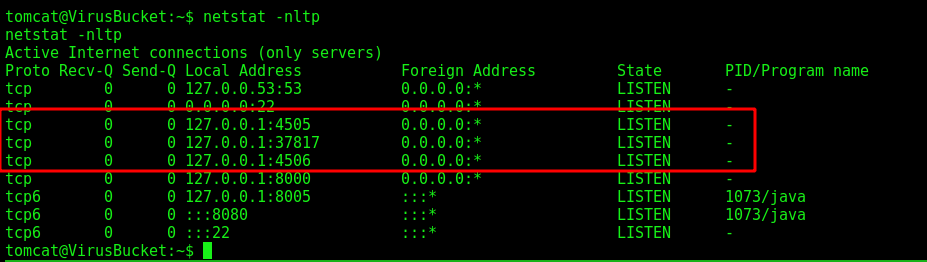 tomcat@VirusBucket:~$ netstat -nltp
netstat -nltp
Active Internet connections (only servers)
Proto Recv-Q Send-Q Local Address           Foreign Address         State       PID/Program name
tcp        0      0 127.0.0.53:53           0.0.0.0:*               LISTEN      -
tcp        0      0 0.0.0.0:22              0.0.0.0:*               LISTEN      -
tcp        0      0 127.0.0.1:4505          0.0.0.0:*               LISTEN      -
tcp        0      0 127.0.0.1:37817         0.0.0.0:*               LISTEN      -
tcp        0      0 127.0.0.1:4506          0.0.0.0:*               LISTEN      -
tcp        0      0 127.0.0.1:8000          0.0.0.0:*               LISTEN      -
tcp6       0      0 127.0.0.1:8005          :::*                    LISTEN      1073/java
tcp6       0      0 :::8080                 :::*                    LISTEN      1073/java
tcp6       0      0 :::22                   :::*                    LISTEN      -
tomcat@VirusBucket:~$